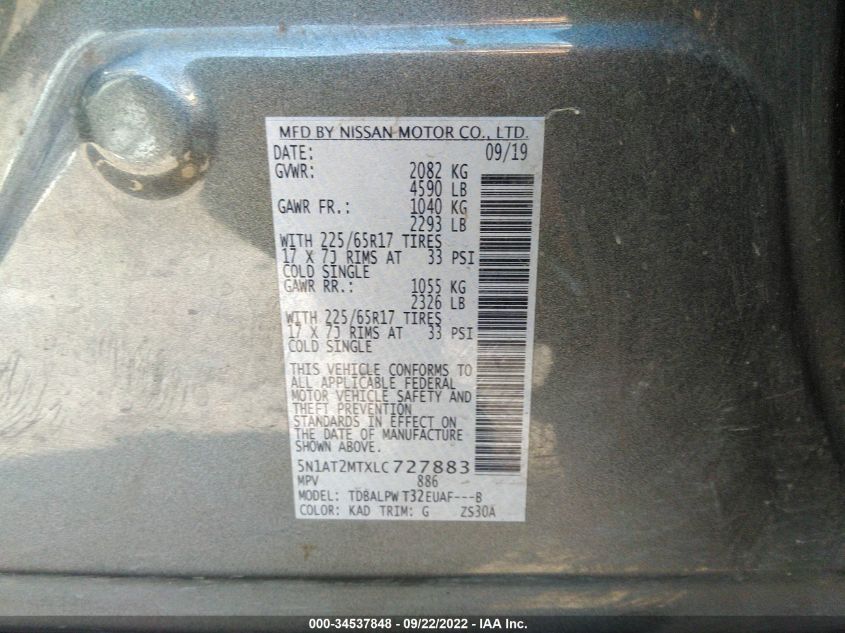 MFD BY NISSAN MOTOR CO., LTD.
DATE: 09/19
GVWR: 2082 KG
4590 LB
GAWR FR.: 1040 KG
2293 LB
WITH 225/65R17 TIRES
17 X 7J RIMS AT 33 PSI
COLD SINGLE
GAWR RR.: 1055 KG
2326 LB
WITH 225/65R17 TIRES
17 X 7J RIMS AT 33 PSI
COLD SINGLE
THIS VEHICLE CONFORMS TO
ALL APPLICABLE FEDERAL
MOTOR VEHICLE SAFETY AND
THEFT PREVENTION
STANDARDS IN EFFECT ON
THE DATE OF MANUFACTURE
SHOWN ABOVE.
5N1AT2MTXLC727883
MPV 886
MODEL: TDBALPW T32EUAF---B
COLOR: KAD TRIM: G ZS30A
000-34537848 - 09/22/2022 - IAA Inc.